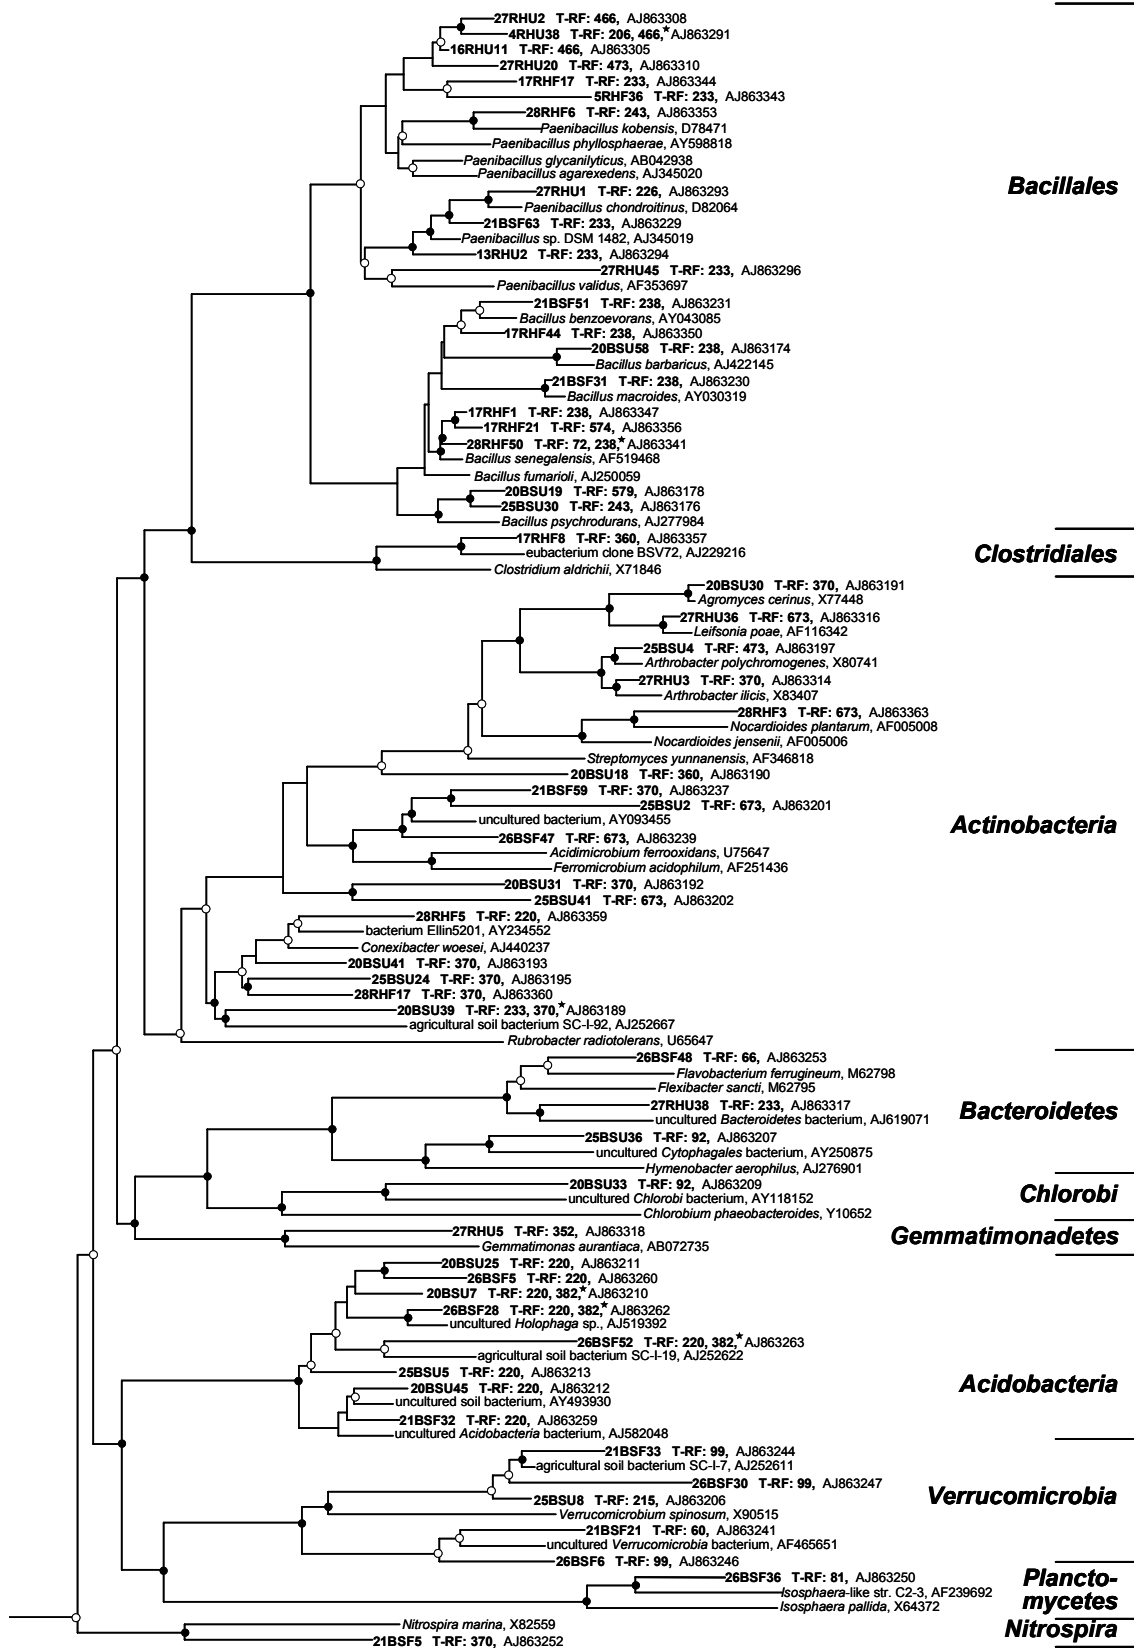 27RHU2 T-RF: 466, AJ863308
4RHU38 T-RF: 206, 466,★AJ863291
16RHU11 T-RF: 466, AJ863305
27RHU20 T-RF: 473, AJ863310
17RHF17 T-RF: 233, AJ863344
5RHF36 T-RF: 233, AJ863343
28RHF6 T-RF: 243, AJ863353
Paenibacillus kobensis, D78471
Paenibacillus phyllosphaerae, AY598818
Paenibacillus glycanilyticus, AB042938
Paenibacillus agarexedens, AJ345020
Bacillales
27RHU1 T-RF: 226, AJ863293
Paenibacillus chondroitinus, D82064
21BSF63 T-RF: 233, AJ863229
Paenibacillus sp. DSM 1482, AJ345019
13RHU2 T-RF: 233, AJ863294
27RHU45 T-RF: 233, AJ863296
Paenibacillus validus, AF353697
21BSF51 T-RF: 238, AJ863231
Bacillus benzoevorans, AY043085
17RHF44 T-RF: 238, AJ863350
20BSU58 T-RF: 238, AJ863174
Bacillus barbaricus, AJ422145
21BSF31 T-RF: 238, AJ863230
Bacillus macroides, AY030319
17RHF1 T-RF: 238, AJ863347
17RHF21 T-RF: 574, AJ863356
28RHF50 T-RF: 72, 238,★AJ863341
Bacillus senegalensis, AF519468
Bacillus fumarioli, AJ250059
20BSU19 T-RF: 579, AJ863178
25BSU30 T-RF: 243, AJ863176
Bacillus psychrodurans, AJ277984
17RHF8 T-RF: 360, AJ863357
eubacterium clone BSV72, AJ229216
Clostridiales
Clostridium aldrichii, X71846
20BSU30 T-RF: 370, AJ863191
Agromyces cerinus, X77448
27RHU36 T-RF: 673, AJ863316
Leifsonia poae, AF116342
25BSU4 T-RF: 473, AJ863197
Arthrobacter polychromogenes, X80741
27RHU3 T-RF: 370, AJ863314
Arthrobacter ilicis, X83407
28RHF3 T-RF: 673, AJ863363
Nocardioides plantarum, AF005008
Nocardioides jensenii, AF005006
Streptomyces yunnanensis, AF346818
20BSU18 T-RF: 360, AJ863190
21BSF59 T-RF: 370, AJ863237
25BSU2 T-RF: 673, AJ863201
uncultured bacterium, AY093455
Actinobacteria
26BSF47 T-RF: 673, AJ863239
Acidimicrobium ferrooxidans, U75647
Ferromicrobium acidophilum, AF251436
20BSU31 T-RF: 370, AJ863192
25BSU41 T-RF: 673, AJ863202
28RHF5 T-RF: 220, AJ863359
bacterium Ellin5201, AY234552
Conexibacter woesei, AJ440237
20BSU41 T-RF: 370, AJ863193
25BSU24 T-RF: 370, AJ863195
28RHF17 T-RF: 370, AJ863360
20BSU39 T-RF: 233, 370,★AJ863189
agricultural soil bacterium SC-I-92, AJ252667
Rubrobacter radiotolerans, U65647
26BSF48 T-RF: 66, AJ863253
Flavobacterium ferrugineum, M62798
Flexibacter sancti, M62795
27RHU38 T-RF: 233, AJ863317
Bacteroidetes
uncultured Bacteroidetes bacterium, AJ619071
25BSU36 T-RF: 92, AJ863207
uncultured Cytophagales bacterium, AY250875
Hymenobacter aerophilus, AJ276901
20BSU33 T-RF: 92, AJ863209
Chlorobi
uncultured Chlorobi bacterium, AY118152
Chlorobium phaeobacteroides, Y10652
27RHU5 T-RF: 352, AJ863318
Gemmatimonadetes
Gemmatimonas aurantiaca, AB072735
20BSU25 T-RF: 220, AJ863211
26BSF5 T-RF: 220, AJ863260
20BSU7 T-RF: 220, 382,★AJ863210
26BSF28 T-RF: 220, 382,★AJ863262
uncultured Holophaga sp., AJ519392
26BSF52 T-RF: 220, 382,★AJ863263
agricultural soil bacterium SC-I-19, AJ252622
25BSU5 T-RF: 220, AJ863213
Acidobacteria
20BSU45 T-RF: 220, AJ863212
uncultured soil bacterium, AY493930
21BSF32 T-RF: 220, AJ863259
uncultured Acidobacteria bacterium, AJ582048
21BSF33 T-RF: 99, AJ863244
agricultural soil bacterium SC-I-7, AJ252611
26BSF30 T-RF: 99, AJ863247
Verrucomicrobia
25BSU8 T-RF: 215, AJ863206
Verrucomicrobium spinosum, X90515
21BSF21 T-RF: 60, AJ863241
uncultured Verrucomicrobia bacterium, AF465651
26BSF6 T-RF: 99, AJ863246
26BSF36 T-RF: 81, AJ863250
Plancto-
Isosphaera-like str. C2-3, AF239692
mycetes
Isosphaera pallida, X64372
Nitrospira marina, X82559
Nitrospira
21BSF5 T-RF: 370, AJ863252